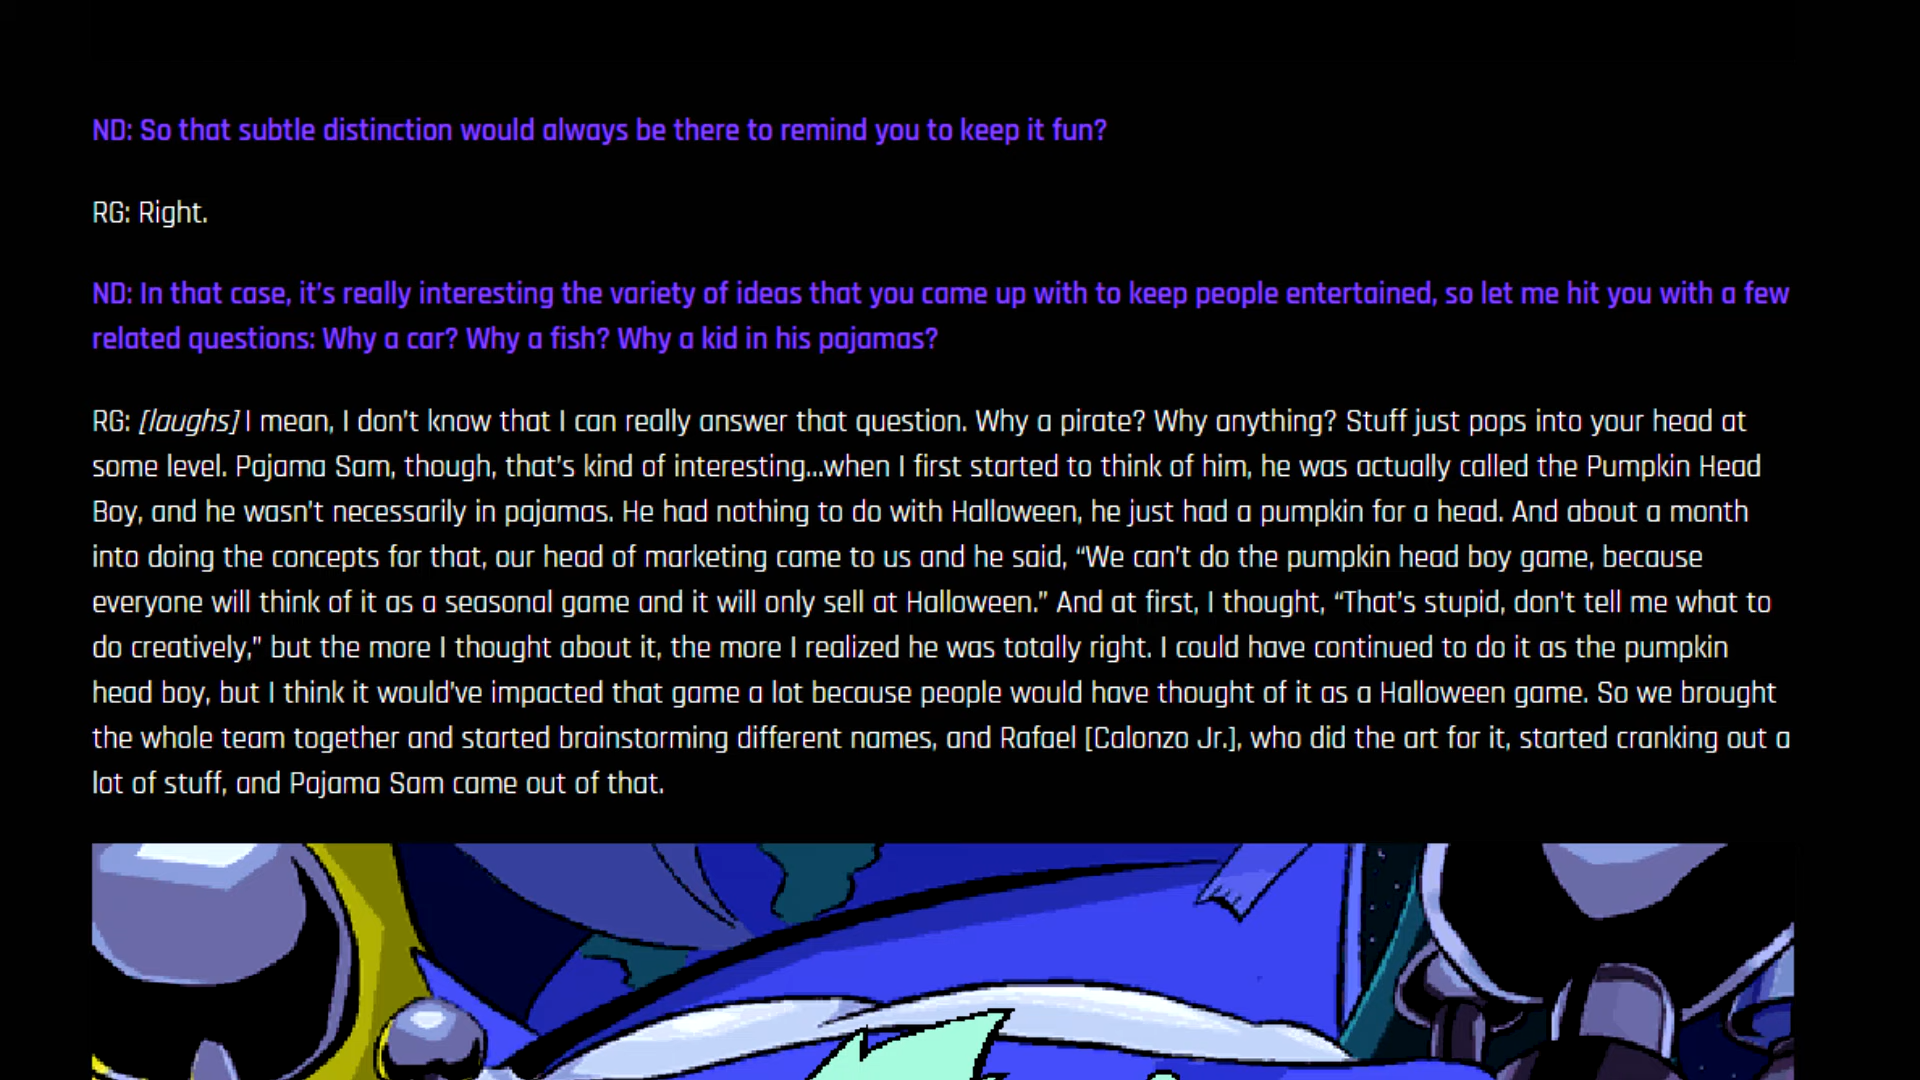 ND: So that subtle distinction would always be there to remind you to keep it fun?
RG: Right.
ND: In that case, it’s really interesting the variety of ideas that you came up with to keep people entertained, so let me hit you with a few
related questions: Why a car? Why a fish? Why a kid in his pajamas?
RG: [laughs] I mean, I don’t know that I can really answer that question. Why a pirate? Why anything? Stuff just pops into your head at
some level. Pajama Sam, though, that’s kind of interesting…when I first started to think of him, he was actually called the Pumpkin Head
Boy, and he wasn’t necessarily in pajamas. He had nothing to do with Halloween, he just had a pumpkin for a head. And about a month
into doing the concepts for that, our head of marketing came to us and he said, “We can’t do the pumpkin head boy game, because
everyone will think of it as a seasonal game and it will only sell at Halloween.” And at first, I thought, “That’s stupid, don’t tell me what to
do creatively,” but the more I thought about it, the more I realized he was totally right. I could have continued to do it as the pumpkin
head boy, but I think it would’ve impacted that game a lot because people would have thought of it as a Halloween game. So we brought
the whole team together and started brainstorming different names, and Rafael [Calonzo Jr.], who did the art for it, started cranking out a
lot of stuff, and Pajama Sam came out of that.